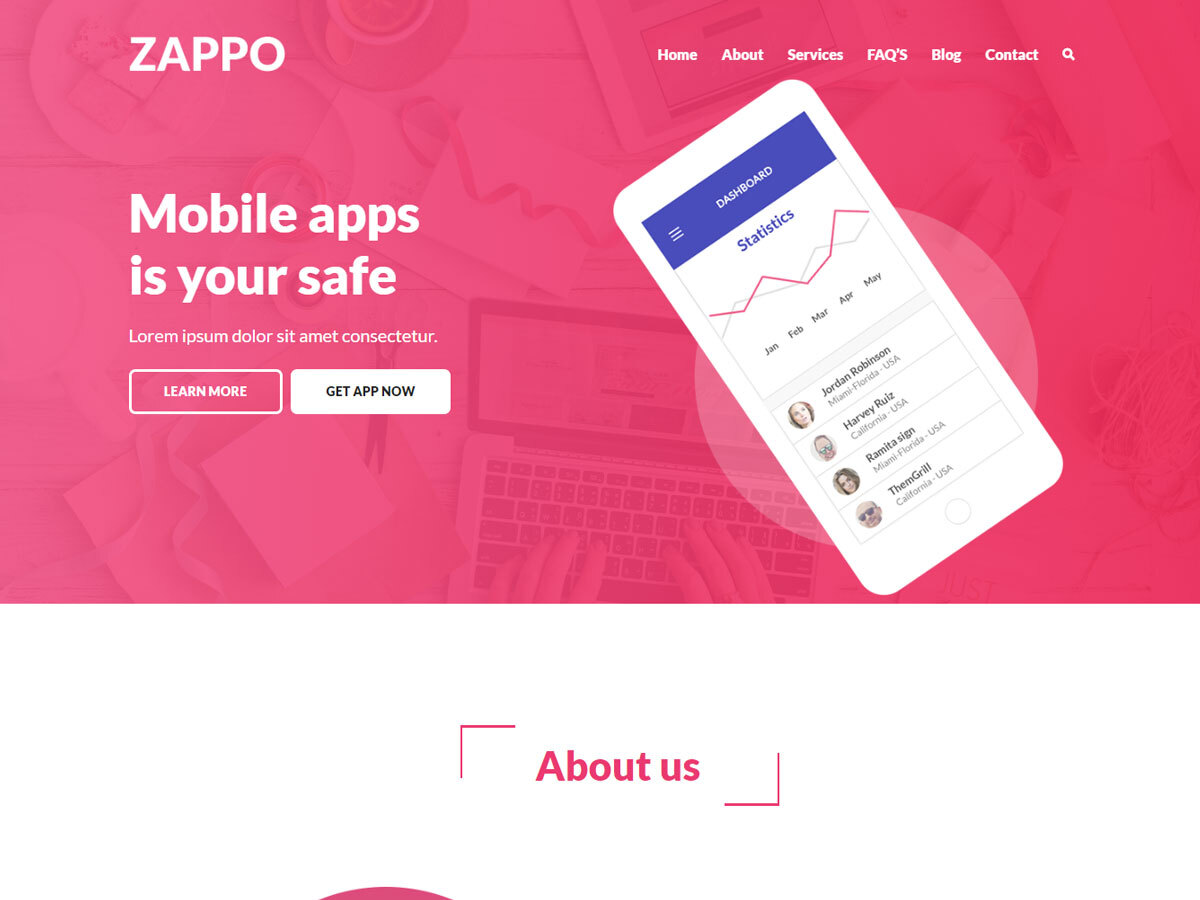 ZAPPO
Home About Services FAQ'S Blog Contact
Mobile apps
is your safe
Lorem ipsum dolor sit amet consectetur.
LEARN MORE GET APP NOW
DASHBOARD
Statistics
Jan Feb Mar Apr May
Jordan Robinson
Miami-Florida - USA
Harvey Ruiz
California - USA
Ramita sign
Miami-Florida - USA
ThemGrill
California - USA
JUST
About us